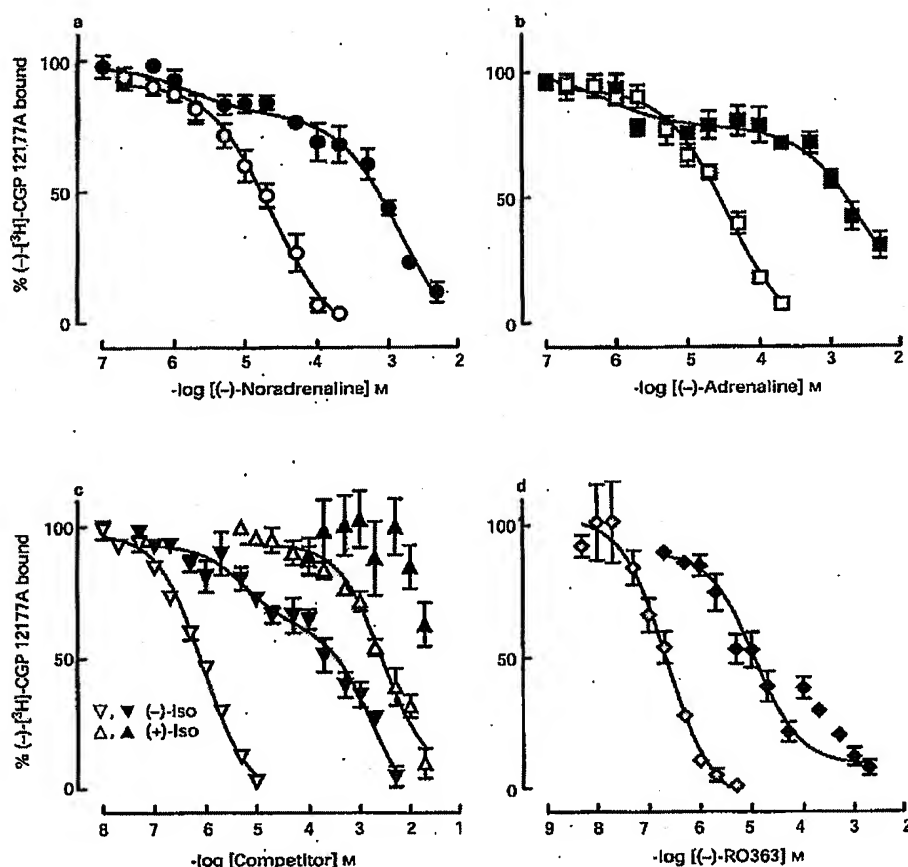 a
b
% (–)-[³H]-CGP 12177A bound
100
50
0
7 6 5 4 3 2
-log [(–)-Noradrenaline] M
100
50
0
7 6 5 4 3 2
-log [(–)-Adrenaline] M
c
d
% (–)-[³H]-CGP 12177A bound
100
50
0
▽, ▼ (–)-Iso
△, ▲ (+)-Iso
8 7 6 5 4 3 2 1
-log [Competitor] M
100
50
0
9 8 7 6 5 4 3 2
-log [(–)-RO363] M